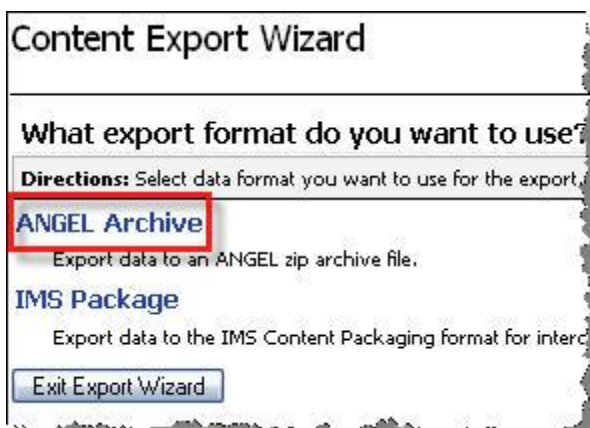 Content Export Wizard
What export format do you want to use?
Directions: Select data format you want to use for the export
ANGEL Archive
Export data to an ANGEL zip archive file.
IMS Package
Export data to the IMS Content Packaging format for
Exit Export Wizard